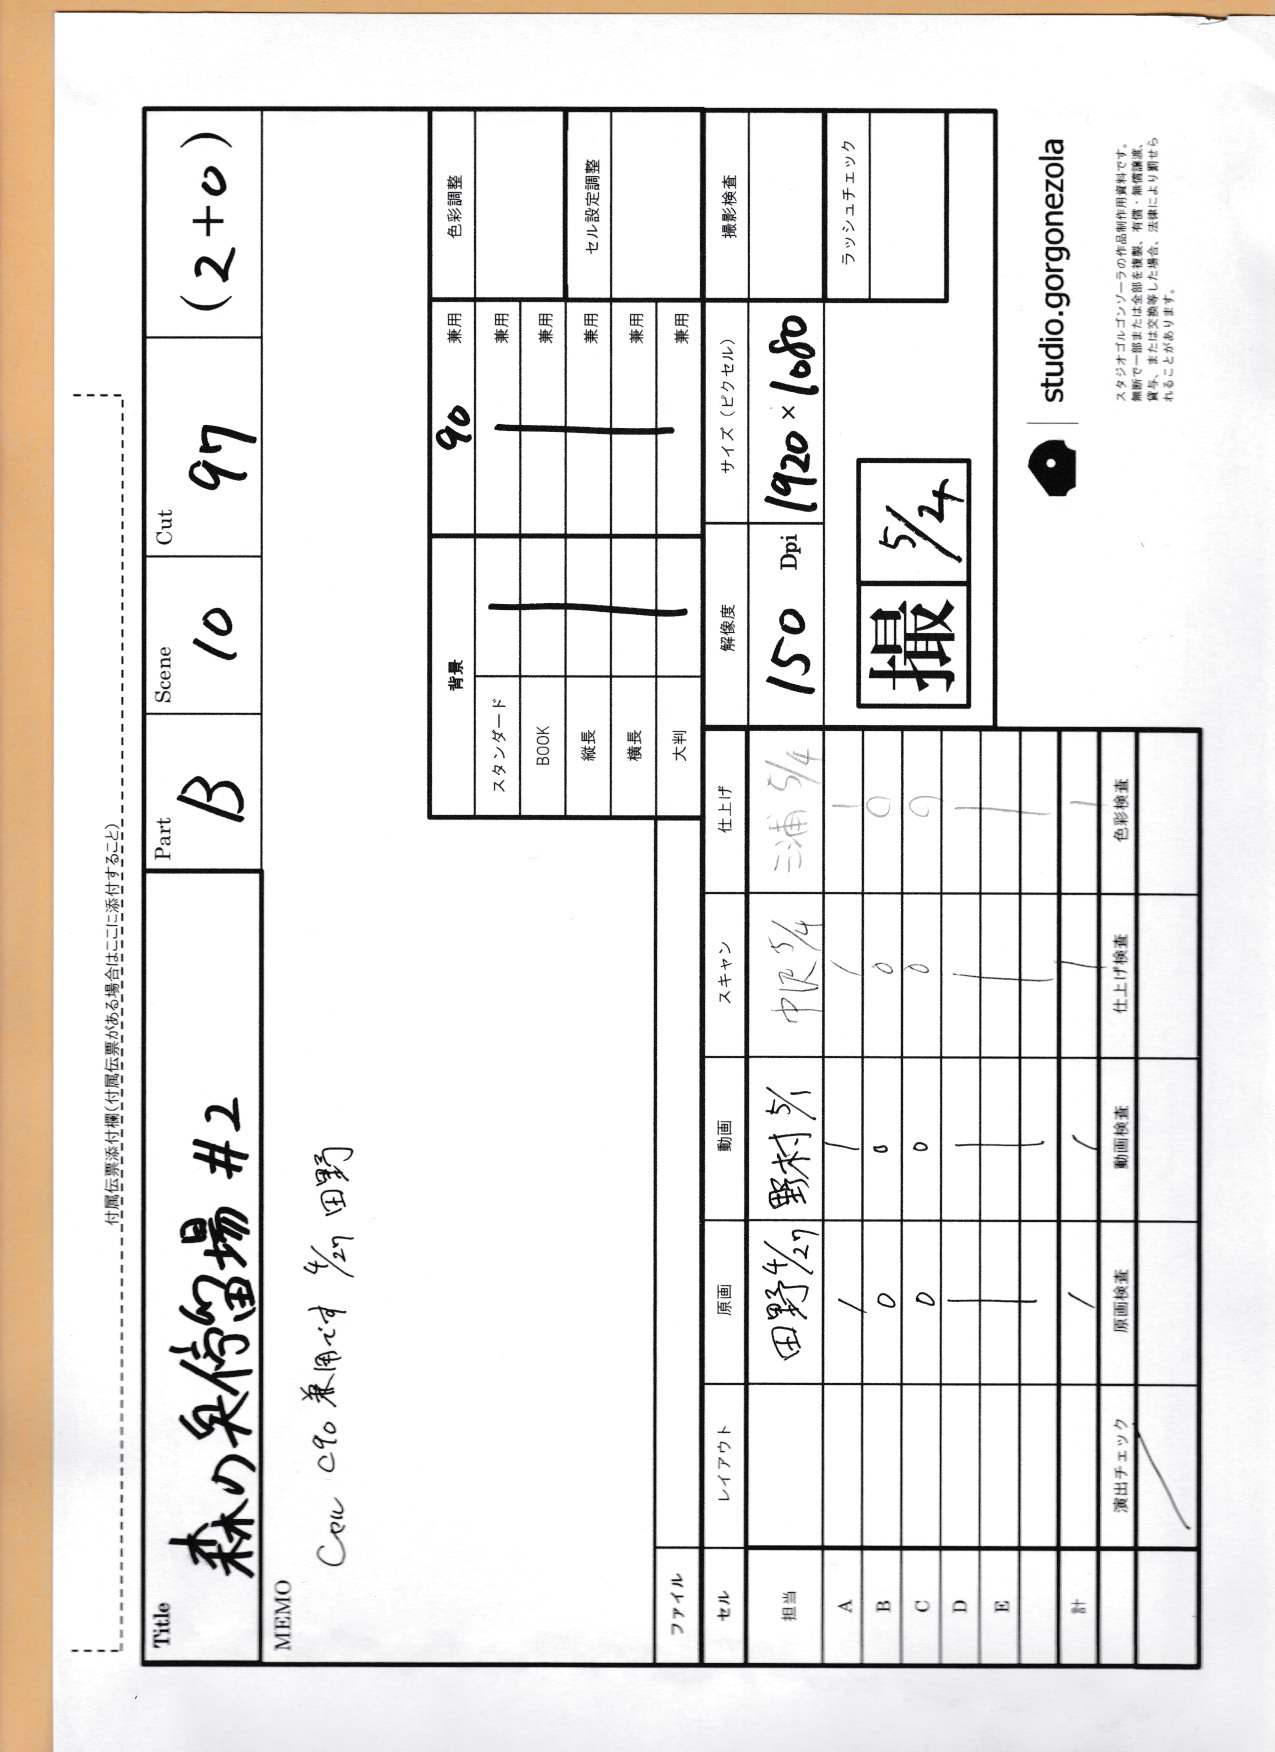 付属伝票添付欄(付属伝票がある場合はここに添付すること)
Title 森の泉停留場 #2
Part B
Scene 10
Cut 97
(2+0)
MEMO
Cell C90 兼用です 4/27 田野
背景 90 兼用 色彩調整
スタンダード 兼用
BOOK 兼用
縦長 兼用 セル設定調整
横長 兼用
大判 兼用
ファイル
セル レイアウト 原画 動画 スキャン 仕上げ 解像度 サイズ(ピクセル) 撮影検査
担当 田野 4/27 野村 5/1 中沢 5/4 三浦 5/4 150 Dpi 1920×1080
A 1 1 1 1 ラッシュチェック
B 0 0 0 0
C 0 0 0 0
D
E
撮 5/24
計 1 1 1 1
演出チェック 原画検査 動画検査 仕上げ検査 色彩検査
studio.gorgonezola
スタジオゴルゴンゾーラの作品制作用資料です。
無断で一部または全部を複製、有償・無償譲渡、
貸与、または交換等した場合、法律により罰せら
れることがあります。